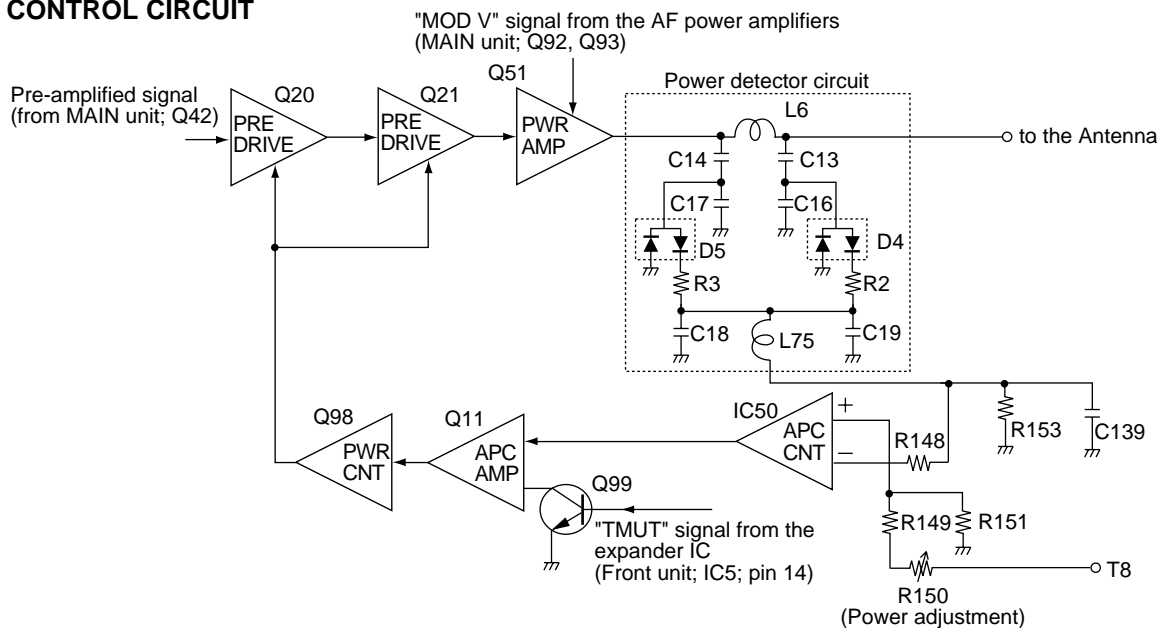 CONTROL CIRCUIT
"MOD V" signal from the AF power amplifiers
(MAIN unit; Q92, Q93)
Pre-amplified signal
(from MAIN unit; Q42)
Q20
PRE
DRIVE
Q21
PRE
DRIVE
Q51
PWR
AMP
Power detector circuit
L6
to the Antenna
C14
C13
C17
C16
D5
D4
R3
R2
C18
L75
C19
Q98
PWR
CNT
Q11
APC
AMP
IC50
APC
CNT
+
−
R148
R153
C139
Q99
"TMUT" signal from the
expander IC
(Front unit; IC5; pin 14)
R149
R151
R150
(Power adjustment)
T8